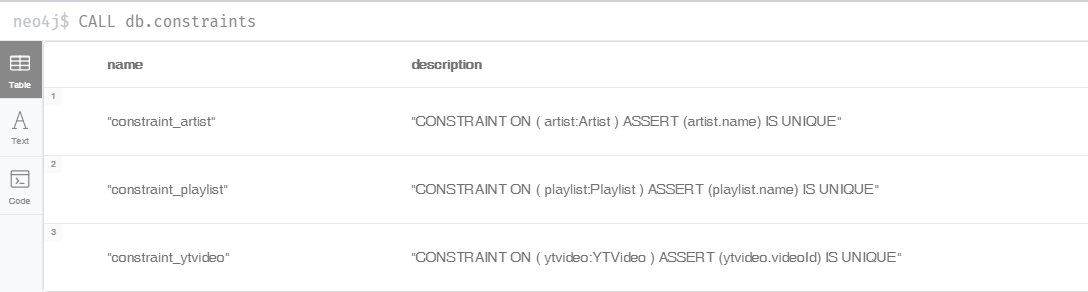 neo4j$ CALL db.constraints
Table
name description
1
"constraint_artist" "CONSTRAINT ON ( artist:Artist ) ASSERT (artist.name) IS UNIQUE"
A
Text
2
"constraint_playlist" "CONSTRAINT ON ( playlist:Playlist ) ASSERT (playlist.name) IS UNIQUE"
Code
3
"constraint_ytvideo" "CONSTRAINT ON ( ytvideo:YTVideo ) ASSERT (ytvideo.videoId) IS UNIQUE"